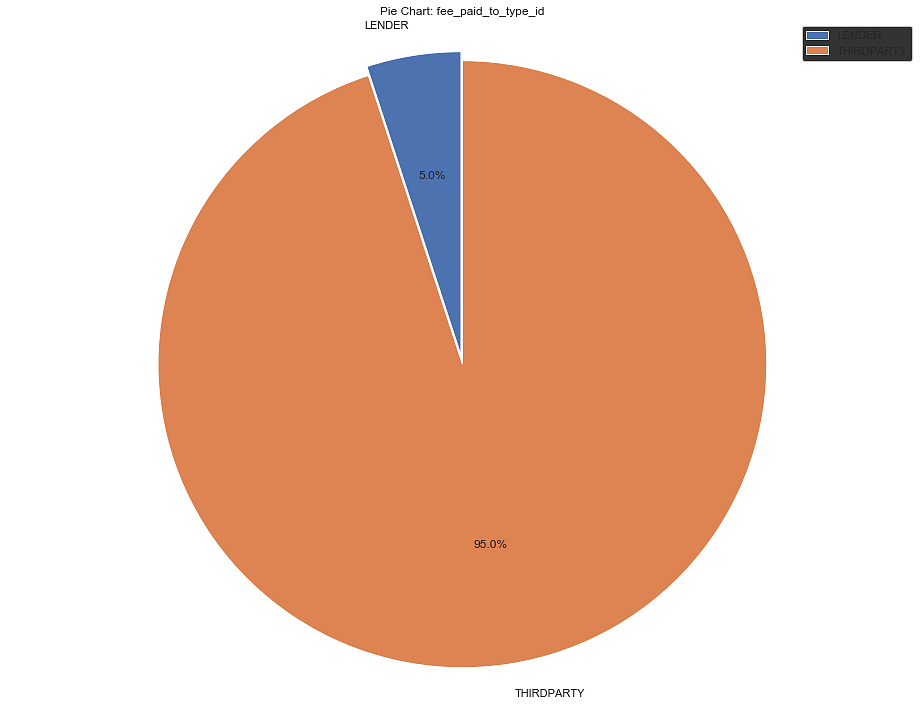 Pie Chart: fee_paid_to_type_id
LENDER
LENDER
THIRDPARTY
5.0%
95.0%
THIRDPARTY